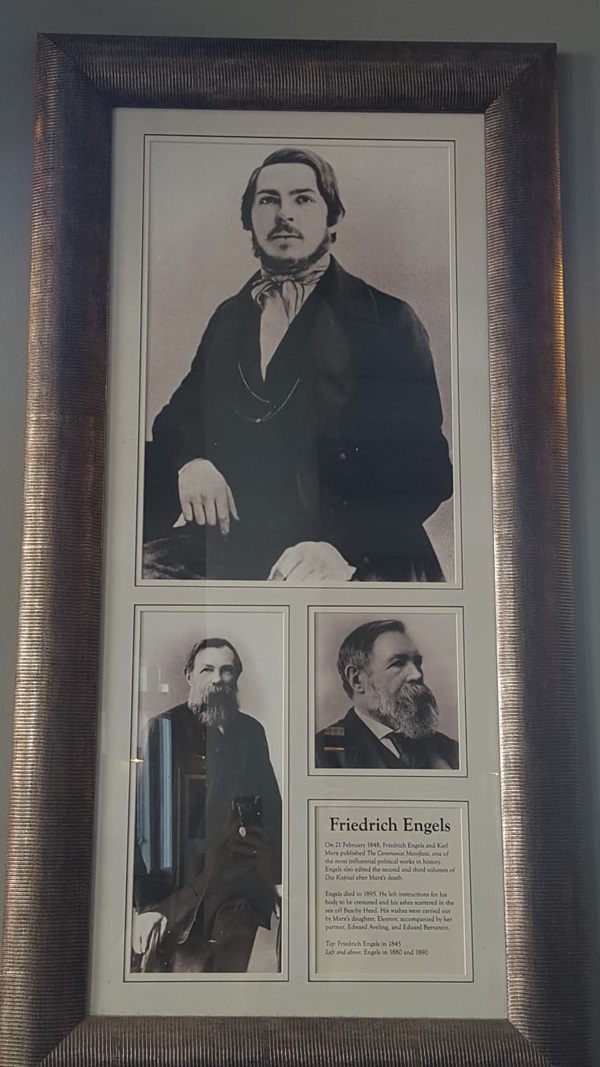 Friedrich Engels
On 21 February 1848, Friedrich Engels and Karl
Marx published The Communist Manifesto, one of
the most influential political works in history.
Engels also edited the second and third volumes of
Das Kapital after Marx's death.
Engels died in 1895. He left instructions for his
body to be cremated and his ashes scattered in the
sea off Beachy Head. His wishes were carried out
by Marx's daughter, Eleanor, accompanied by her
partner, Edward Aveling, and Eduard Bernstein.
Top: Friedrich Engels in 1845
Left and above: Engels in 1880 and 1890